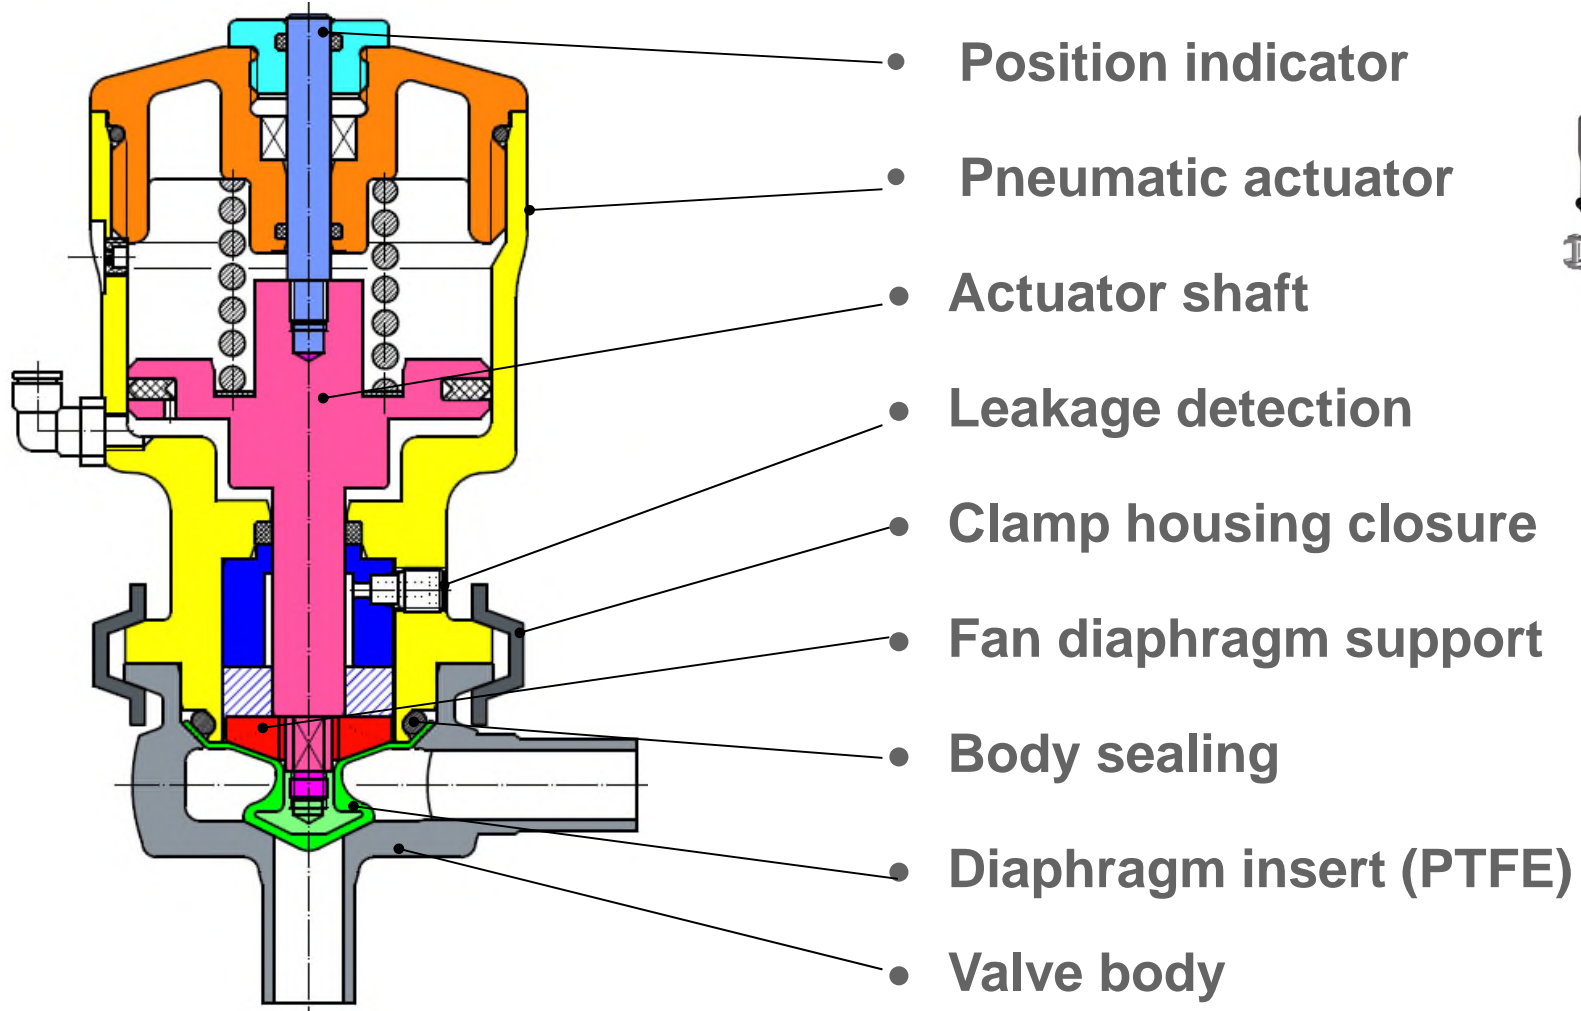 • Position indicator
• Pneumatic actuator
• Actuator shaft
• Leakage detection
• Clamp housing closure
• Fan diaphragm support
• Body sealing
• Diaphragm insert (PTFE)
• Valve body